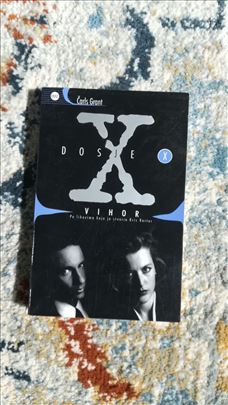 Čarls Grant
DOSIJE
X
X
VIHOR
Po likovima koje je stvorio Kris Karter